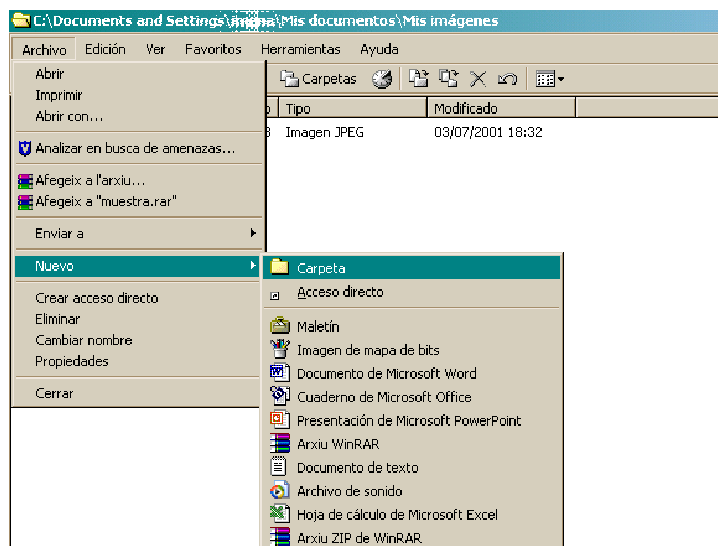 C:\Documents and Settings\ \Mis documentos\Mis imágenes
Archivo Edición Ver Favoritos Herramientas Ayuda
Abrir
Imprimir
Abrir con...
Analizar en busca de amenazas...
Afegeix a l'arxiu...
Afegeix a "muestra.rar"
Enviar a
Nuevo
Crear acceso directo
Eliminar
Cambiar nombre
Propiedades
Cerrar
Carpetas
Tipo Modificado
Imagen JPEG 03/07/2001 18:32
Carpeta
Acceso directo
Maletín
Imagen de mapa de bits
Documento de Microsoft Word
Cuaderno de Microsoft Office
Presentación de Microsoft PowerPoint
Arxiu WinRAR
Documento de texto
Archivo de sonido
Hoja de cálculo de Microsoft Excel
Arxiu ZIP de WinRAR